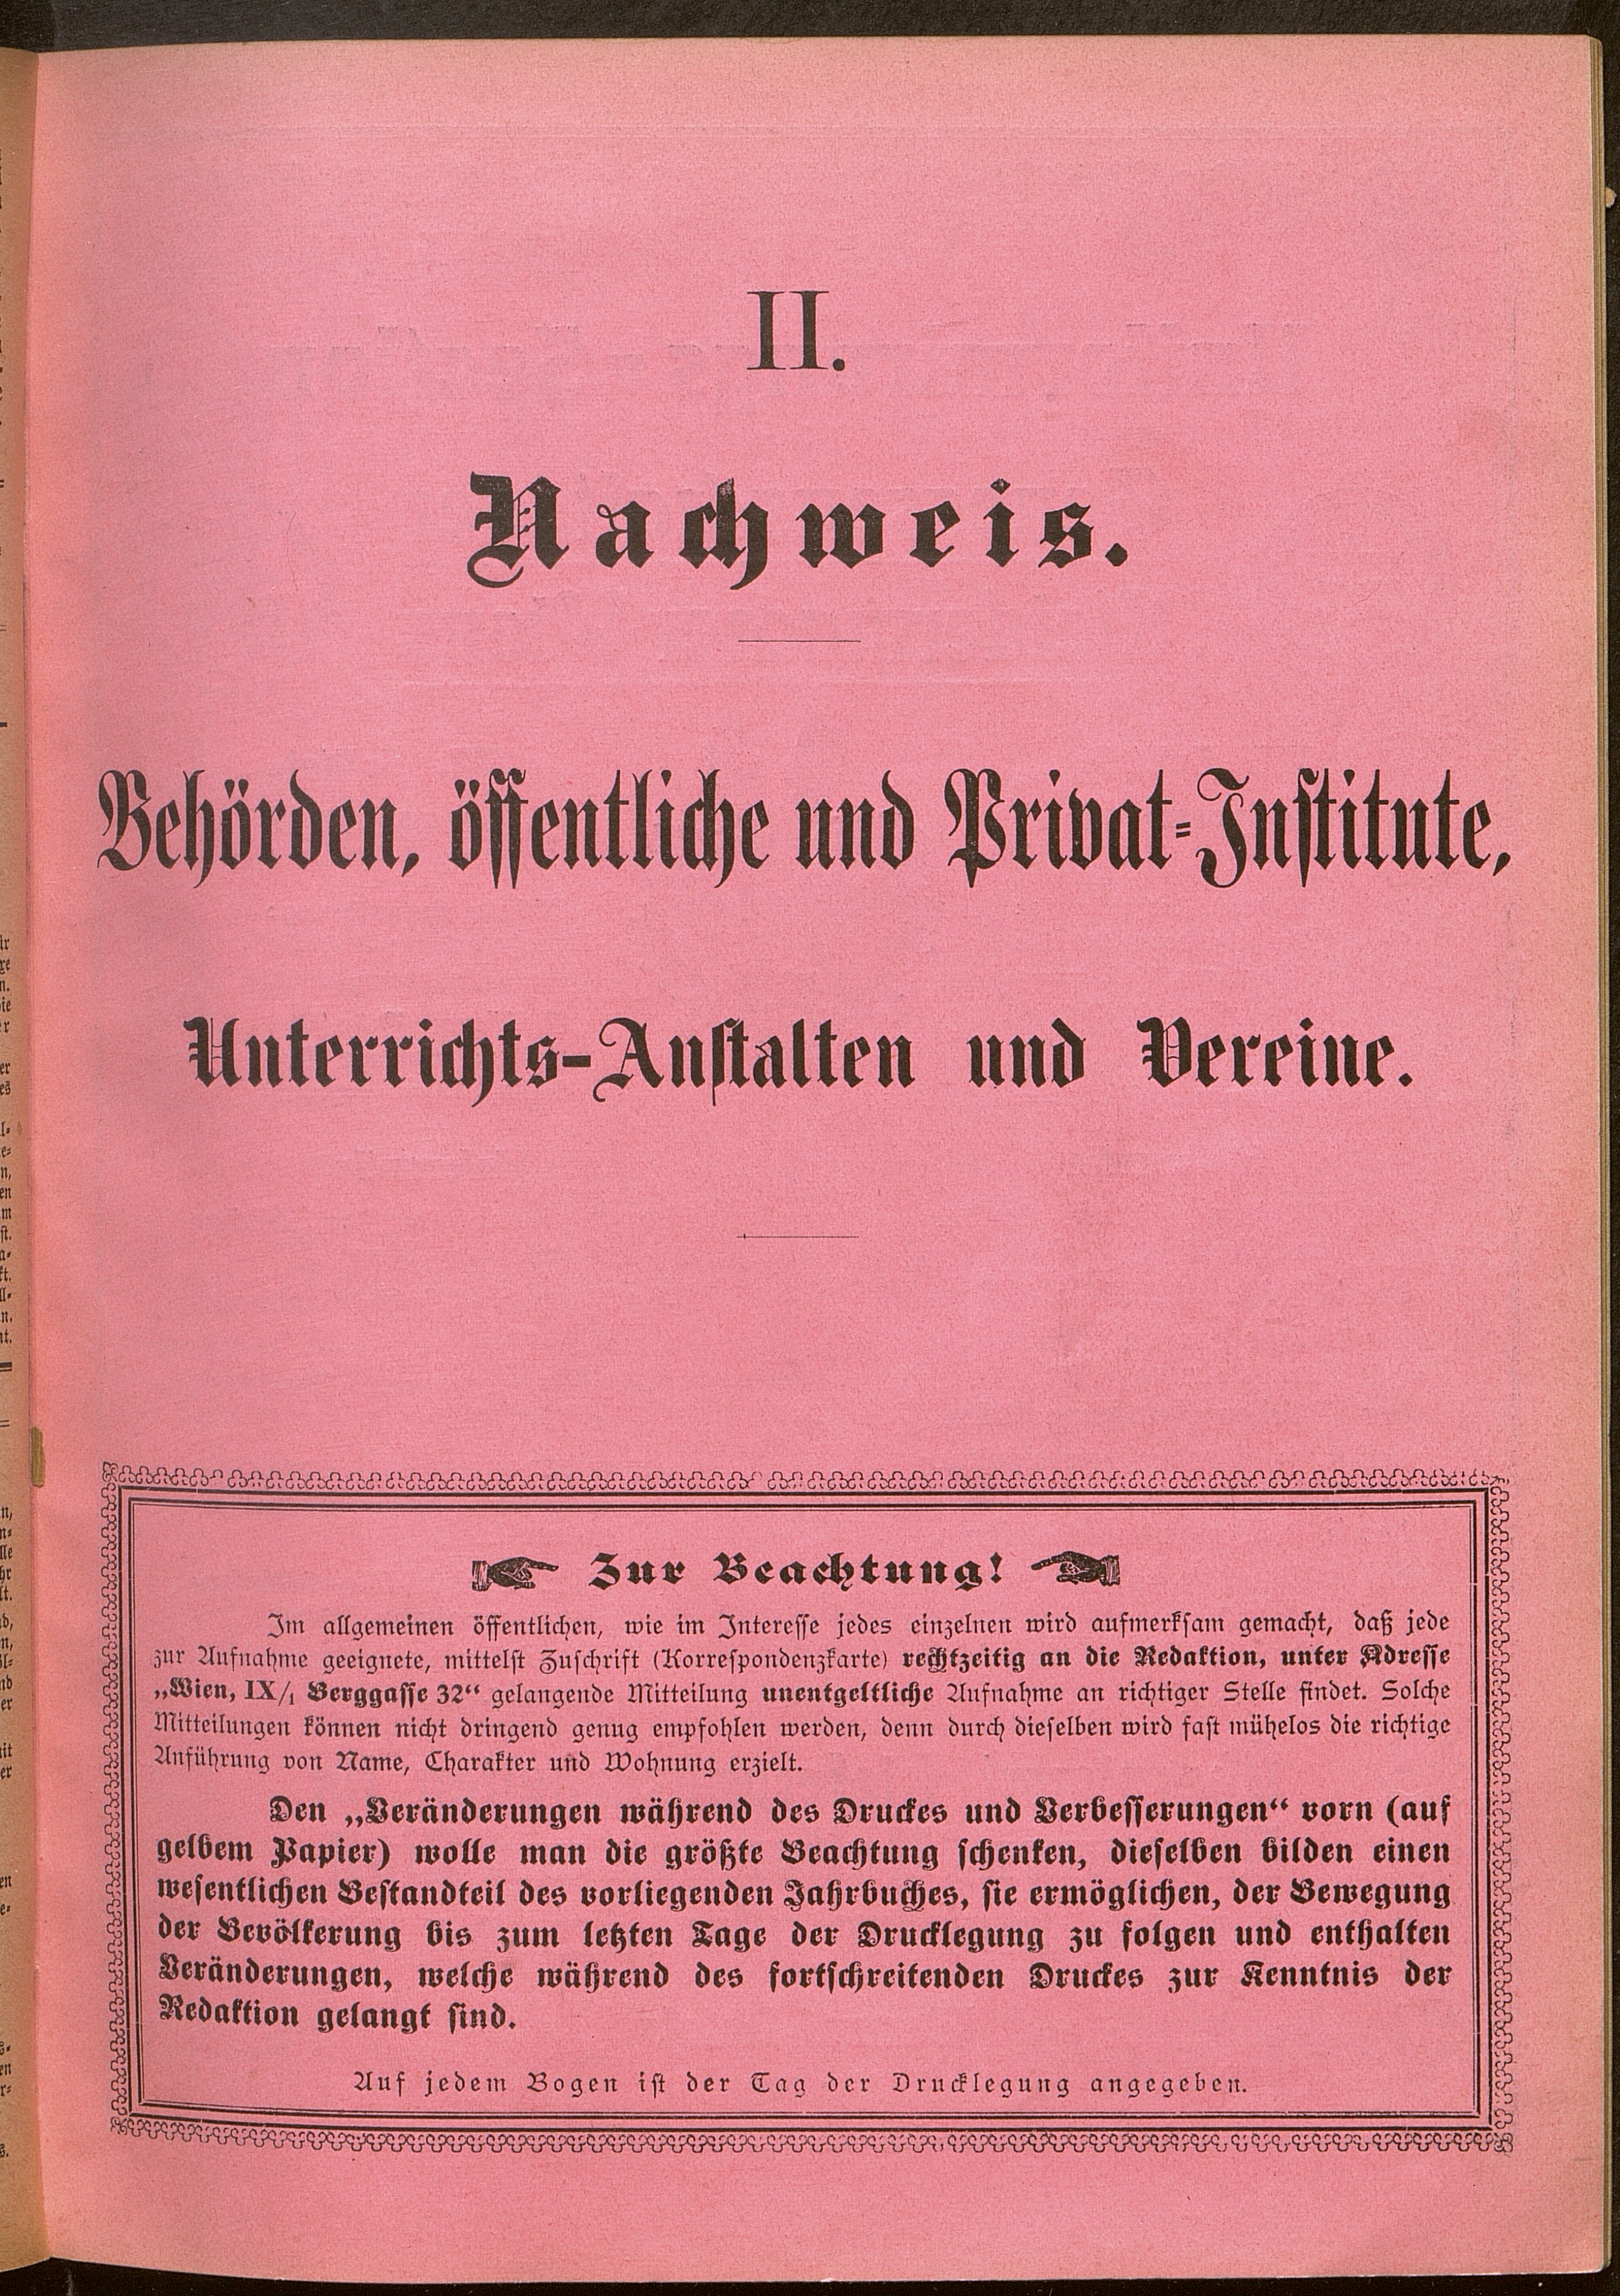 II.
Nachweis.
Behörden, öffentliche und Privat-Institute,
Unterrichts-Anstalten und Vereine.
Zur Beachtung!
Im allgemeinen öffentlichen, wie im Interesse jedes einzelnen wird aufmerksam gemacht, daß jede
zur Aufnahme geeignete, mittelst Zuschrift (Korrespondenzkarte) rechtzeitig an die Redaktion, unter Adresse
„Wien, IX/1 Berggasse 32“ gelangende Mitteilung unentgeltliche Aufnahme an richtiger Stelle findet. Solche
Mitteilungen können nicht dringend genug empfohlen werden, denn durch dieselben wird fast mühelos die richtige
Anführung von Name, Charakter und Wohnung erzielt.
Den „Veränderungen während des Druckes und Verbesserungen“ vorn (auf
gelbem Papier) wolle man die größte Beachtung schenken, dieselben bilden einen
wesentlichen Bestandteil des vorliegenden Jahrbuches, sie ermöglichen, der Bewegung
der Bevölkerung bis zum letzten Tage der Drucklegung zu folgen und enthalten
Veränderungen, welche während des fortschreitenden Druckes zur Kenntnis der
Redaktion gelangt sind.
Auf jedem Bogen ist der Tag der Drucklegung angegeben.